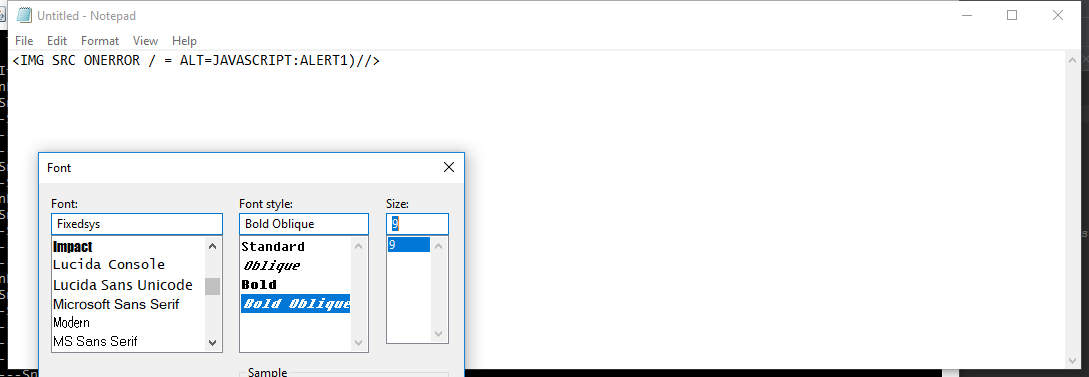 Untitled - Notepad
File Edit Format View Help
<IMG SRC ONERROR / = ALT=JAVASCRIPT:ALERT1)//>
Font
Font: Font style: Size:
Fixedsys Bold Oblique 9
Impact Standard 9
Lucida Console Oblique
Lucida Sans Unicode Bold
Microsoft Sans Serif Bold Oblique
Modern
MS Sans Serif
Sample